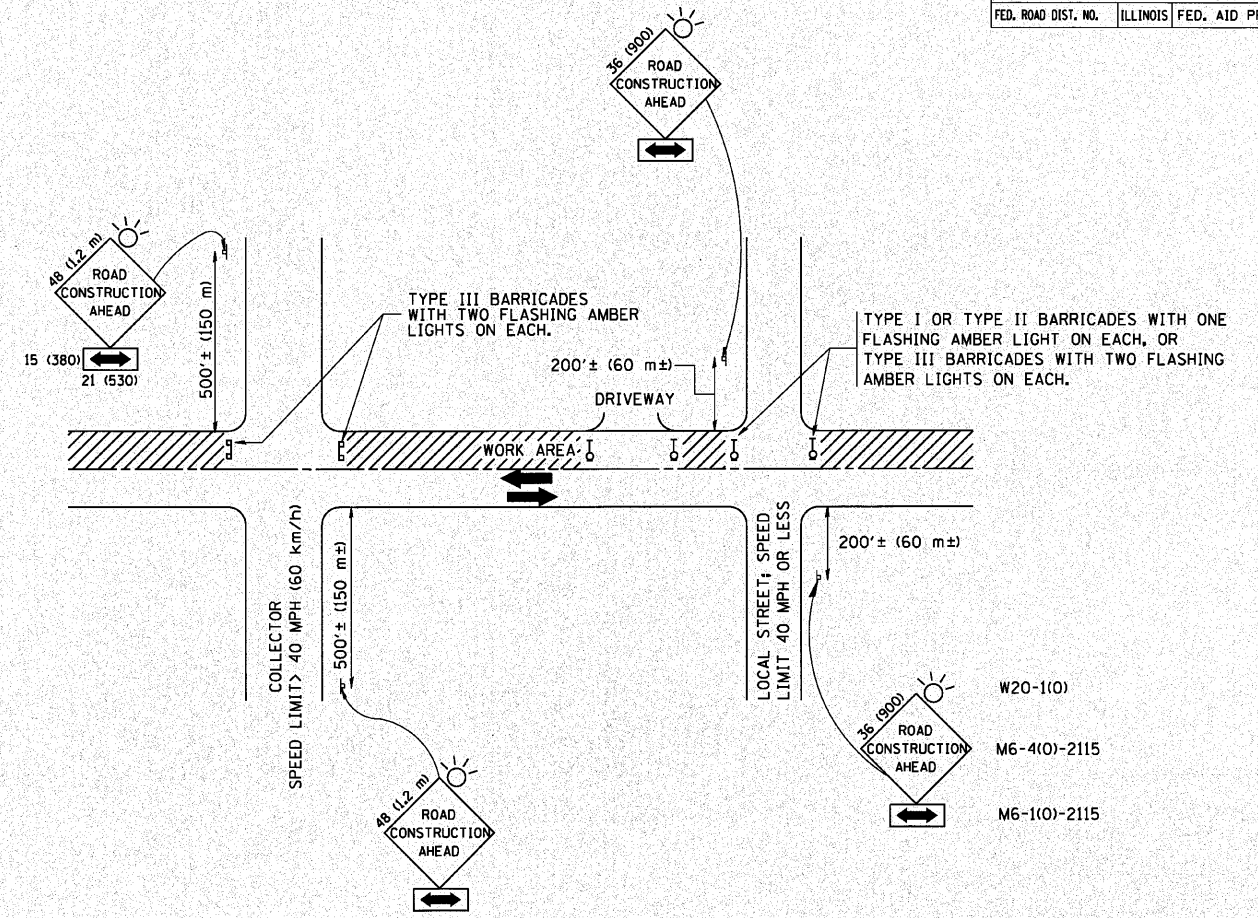 FED. ROAD DIST. NO. ILLINOIS FED. AID
36 (900)
ROAD
CONSTRUCTION
AHEAD
48 (1.2 m)
ROAD
CONSTRUCTION
AHEAD
15 (380)
21 (530)
500'± (150 m)
TYPE III BARRICADES
WITH TWO FLASHING AMBER
LIGHTS ON EACH.
200'± (60 m±)
DRIVEWAY
TYPE I OR TYPE II BARRICADES WITH ONE
FLASHING AMBER LIGHT ON EACH, OR
TYPE III BARRICADES WITH TWO FLASHING
AMBER LIGHTS ON EACH.
WORK AREA
COLLECTOR
SPEED LIMIT> 40 MPH (60 km/h)
500'± (150 m±)
LOCAL STREET; SPEED
LIMIT 40 MPH OR LESS
200'± (60 m±)
48 (1.2 m)
ROAD
CONSTRUCTION
AHEAD
36 (900)
ROAD
CONSTRUCTION
AHEAD
W20-1(O)
M6-4(O)-2115
M6-1(O)-2115